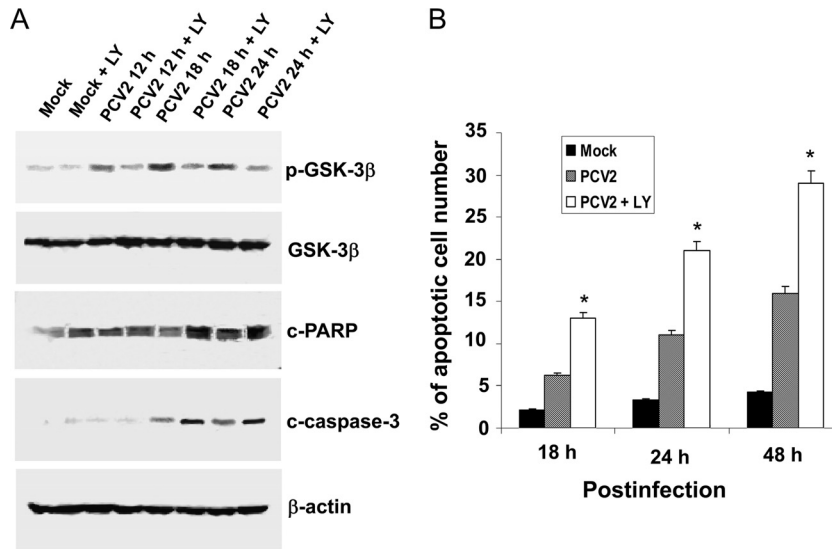 A
Mock
Mock + LY
PCV2 12 h
PCV2 12 h + LY
PCV2 18 h
PCV2 18 h + LY
PCV2 24 h
PCV2 24 h + LY
p-GSK-3β
GSK-3β
c-PARP
c-caspase-3
β-actin
B
% of apoptotic cell number
35
30
25
20
15
10
5
0
Mock
PCV2
PCV2 + LY
*
*
*
18 h
24 h
48 h
Postinfection